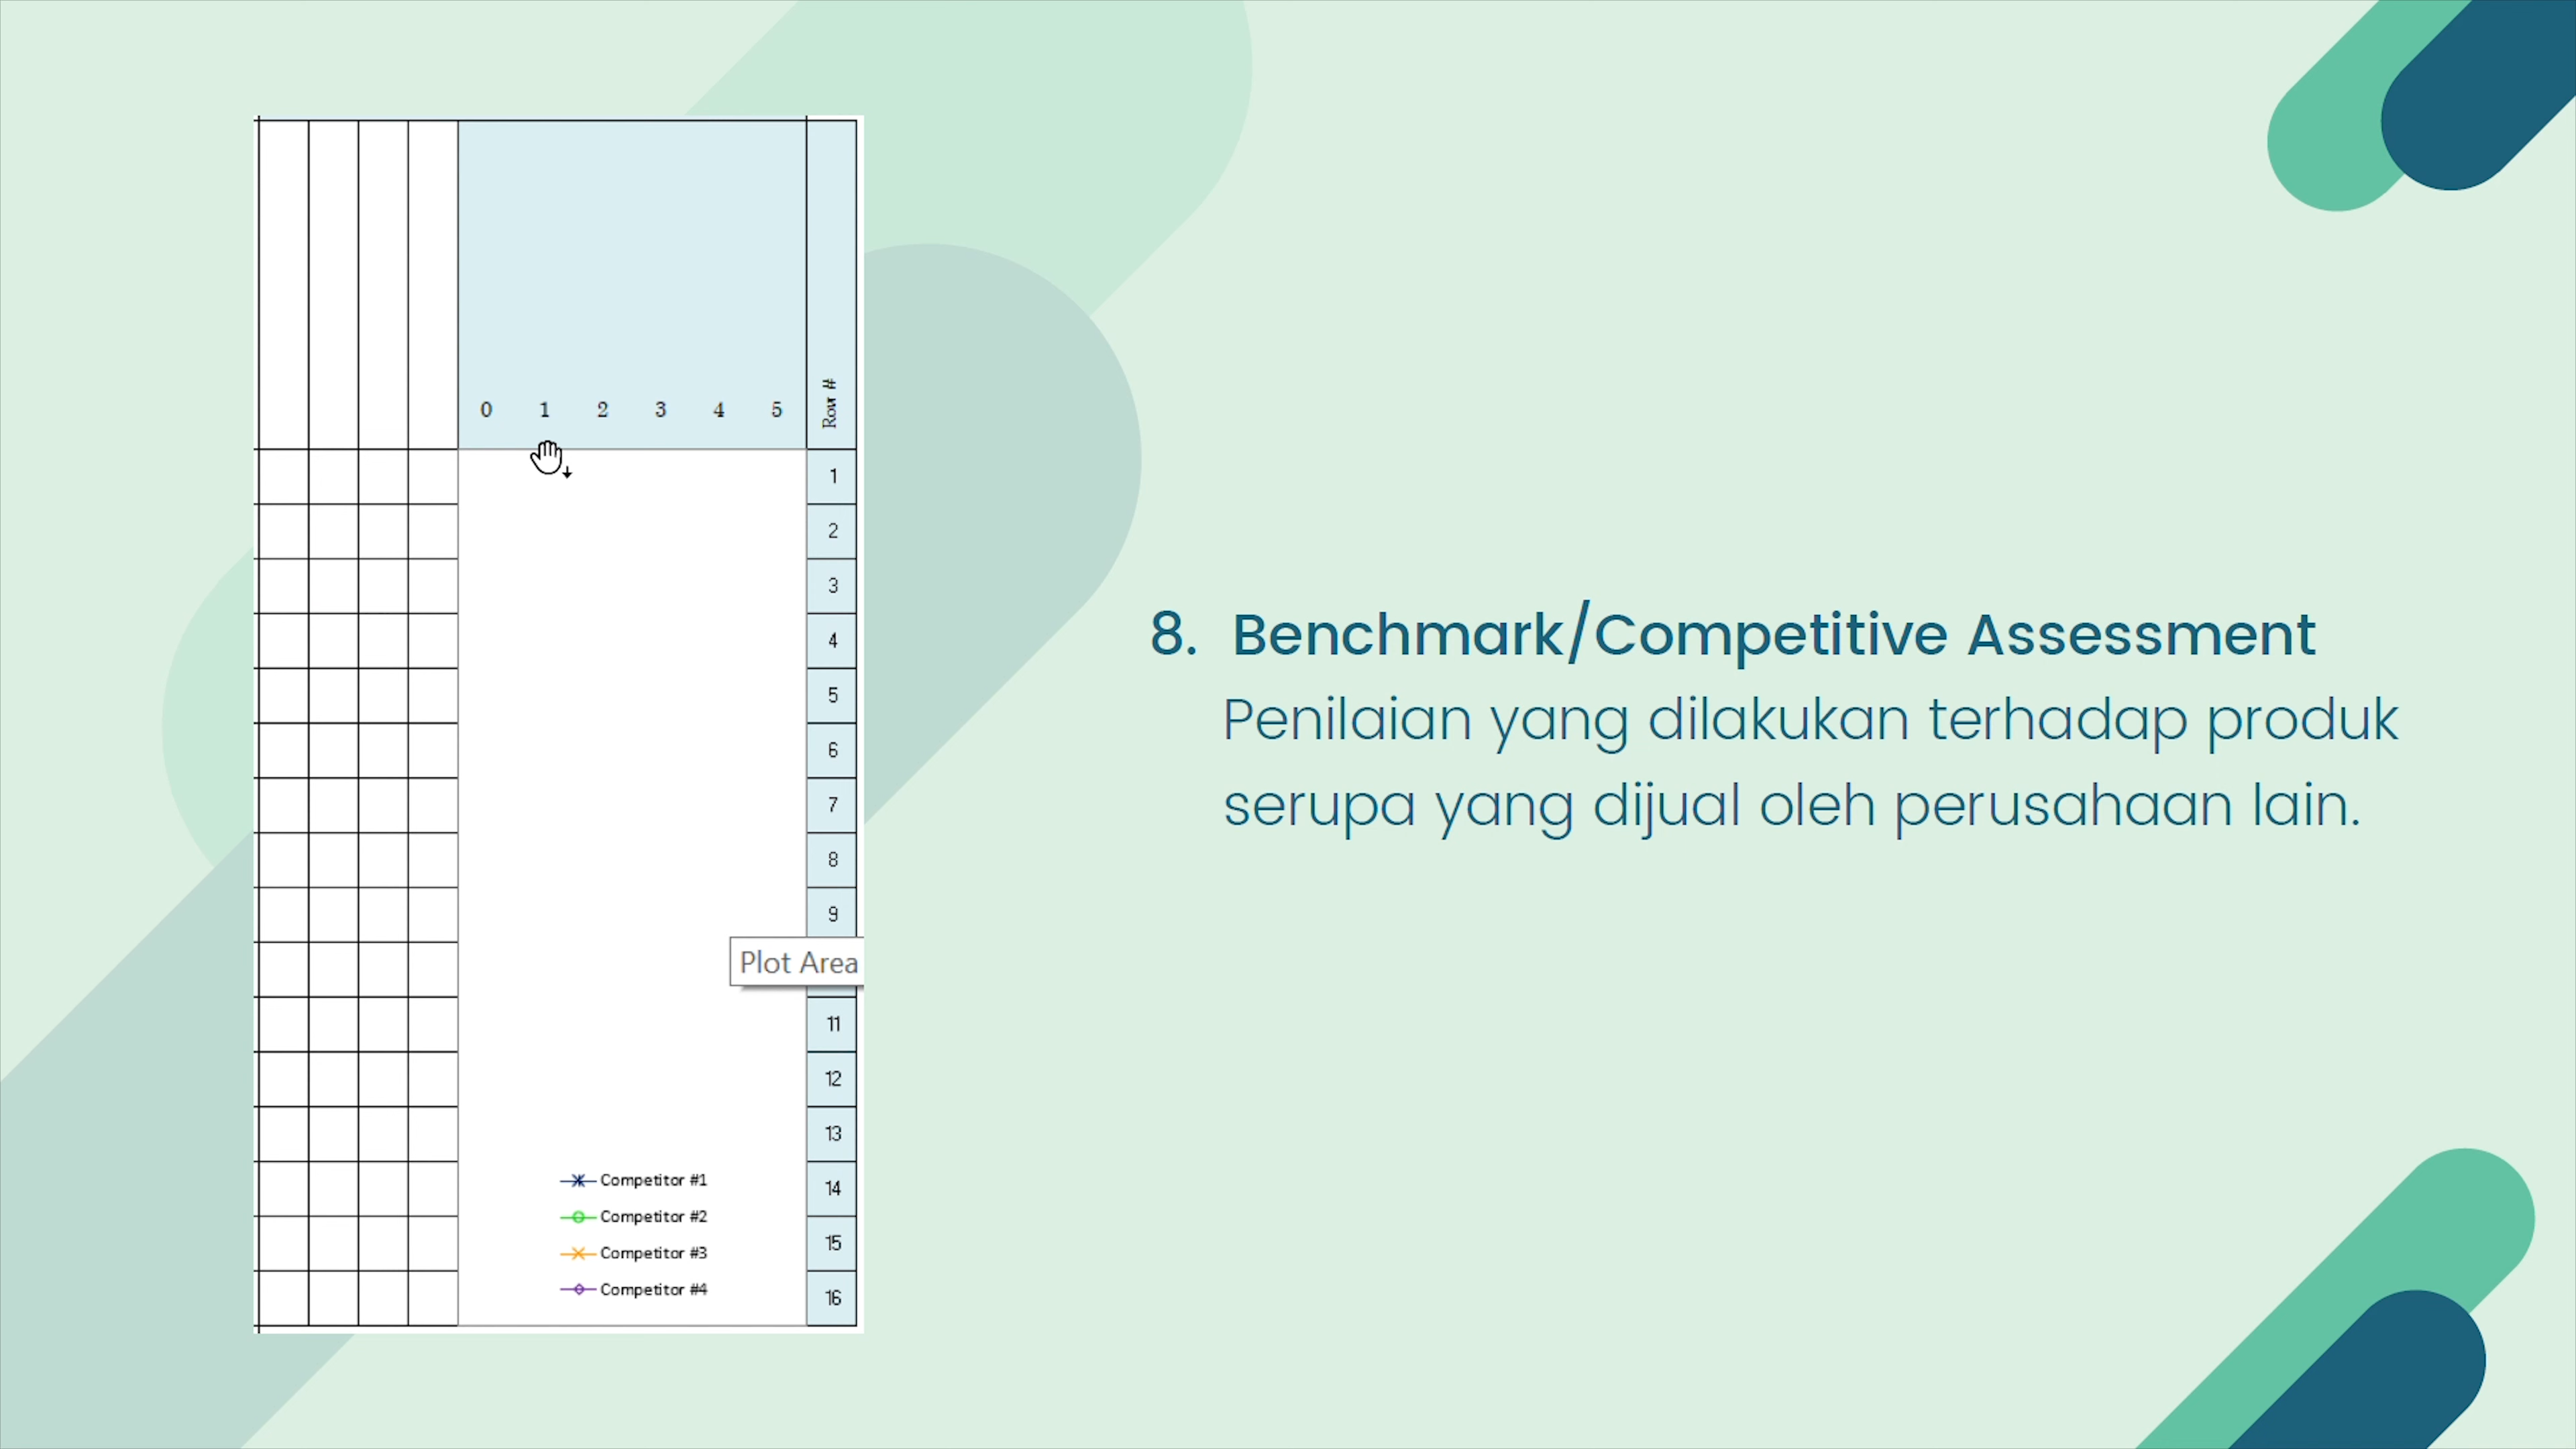 0 1 2 3 4 5 Row #
1
2
3
4
5
6
7
8
9
Plot Area
11
12
13
Competitor #1
14
Competitor #2
15
Competitor #3
Competitor #4
16
8. Benchmark/Competitive Assessment
Penilaian yang dilakukan terhadap produk
serupa yang dijual oleh perusahaan lain.